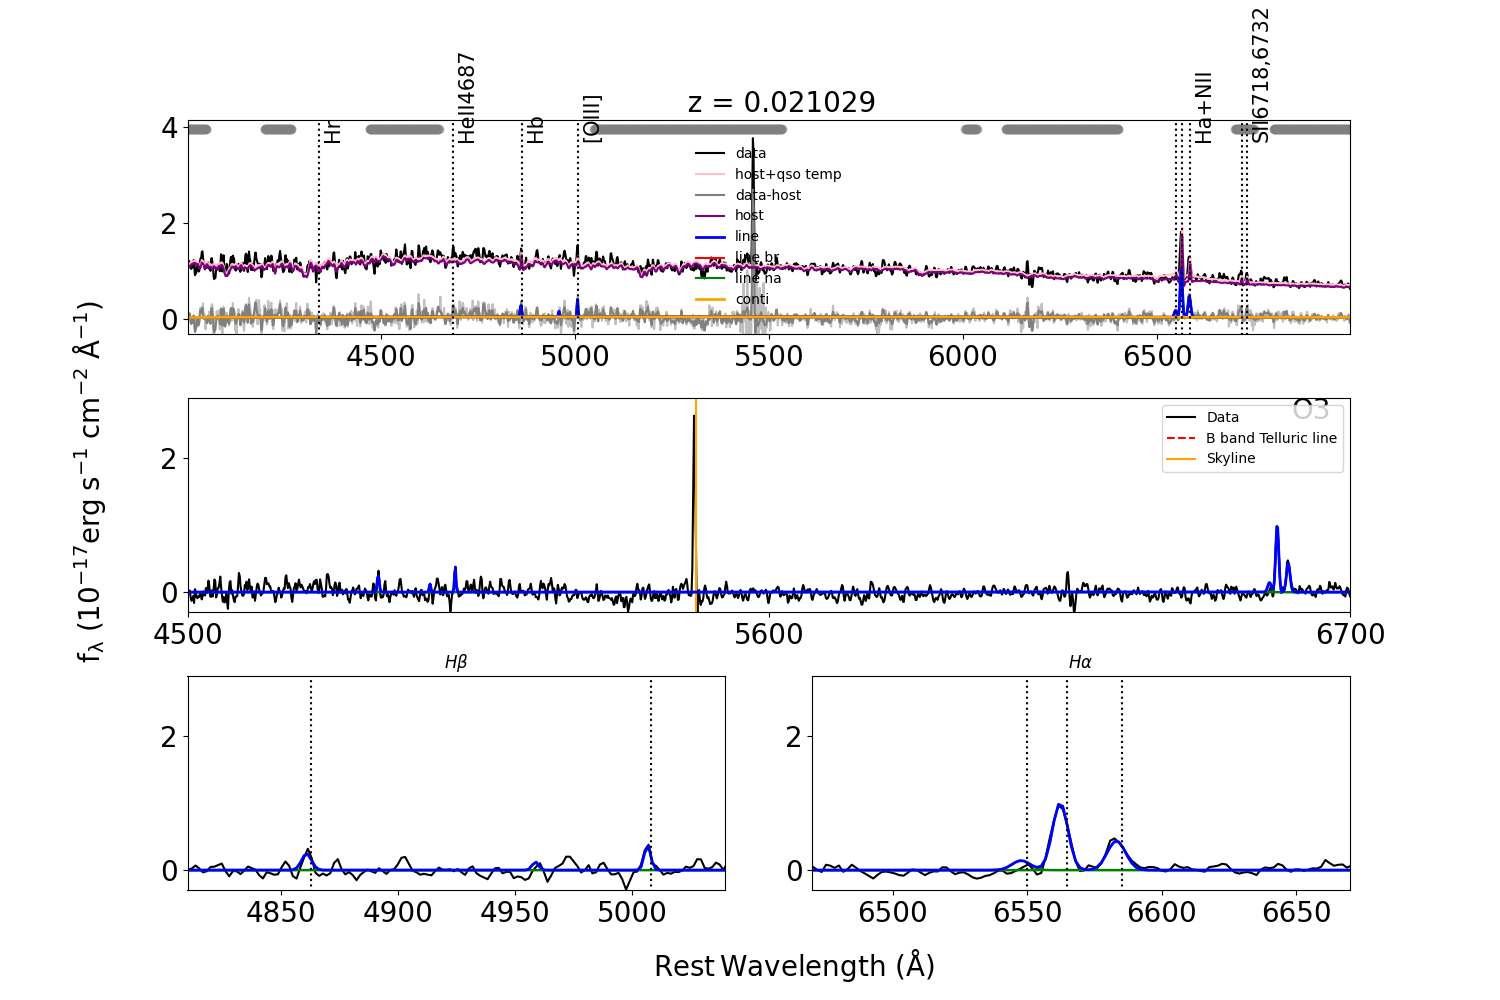 z = 0.021029
Hr
HeII4687
Hb
[OIII]
Ha+NII
SII6718,6732
4
2
0
data
host+qso temp
data-host
host
line
line br
line na
conti
4500
5000
5500
6000
6500
fλ (10⁻¹⁷erg s⁻¹ cm⁻² Å⁻¹)
O3
Data
B band Telluric line
Skyline
2
0
4500
5600
6700
Hβ
2
0
4850
4900
4950
5000
Hα
2
0
6500
6550
6600
6650
Rest Wavelength (Å)